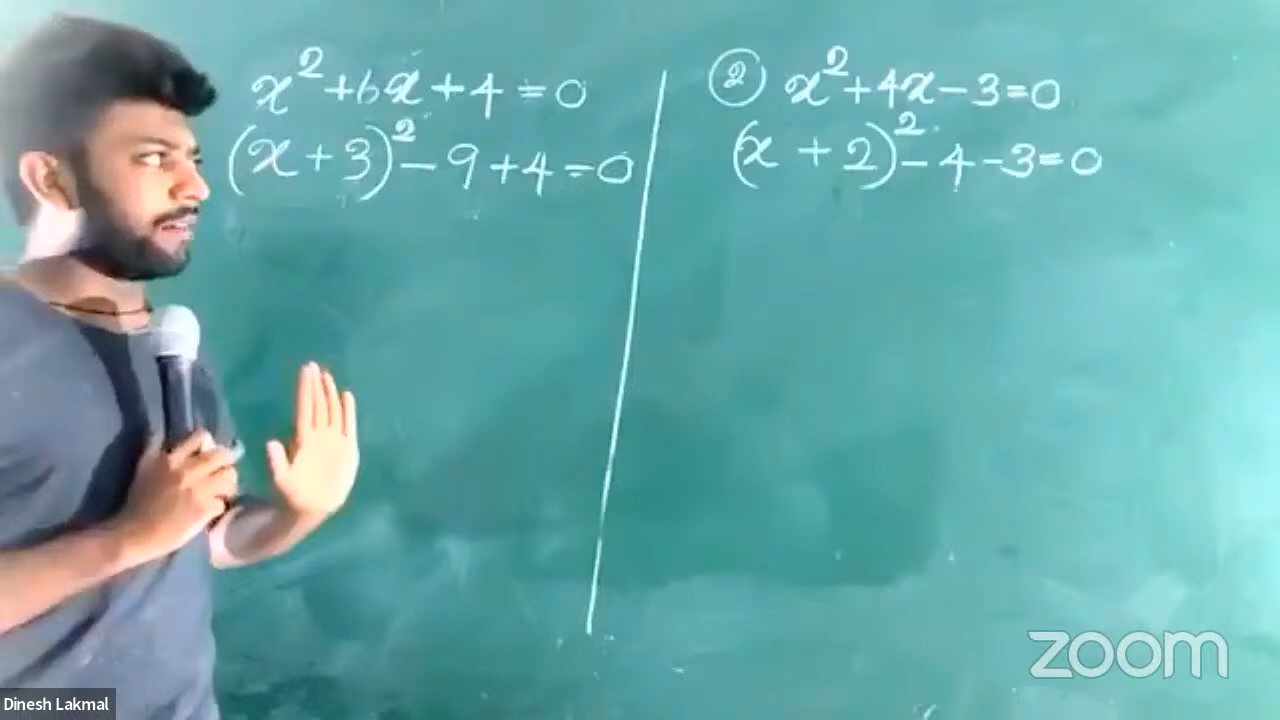 x²+6x+4=0
(x+3)²-9+4=0
② x²+4x-3=0
(x+2)²-4-3=0
zoom
Dinesh Lakmal